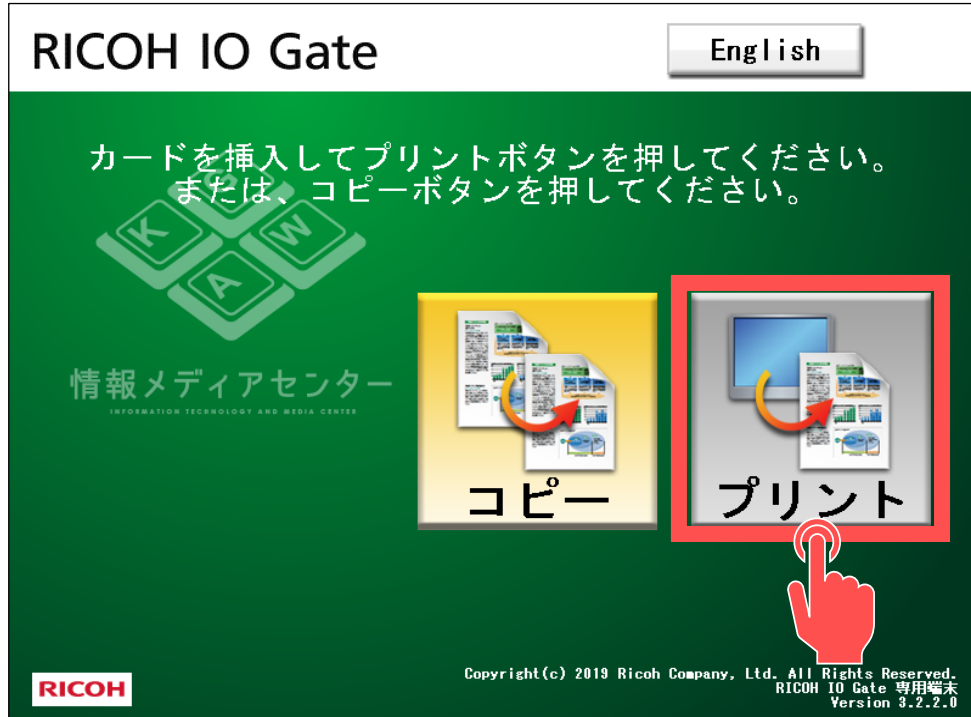 RICOH IO Gate
English
カードを挿入してプリントボタンを押してください。
または、コピーボタンを押してください。
K S W A
情報メディアセンター
INFORMATION TECHNOLOGY AND MEDIA CENTER
コピー
プリント
RICOH
Copyright(c) 2019 Ricoh Company, Ltd. All Rights Reserved.
RICOH IO Gate 専用端末
Version 3.2.2.0